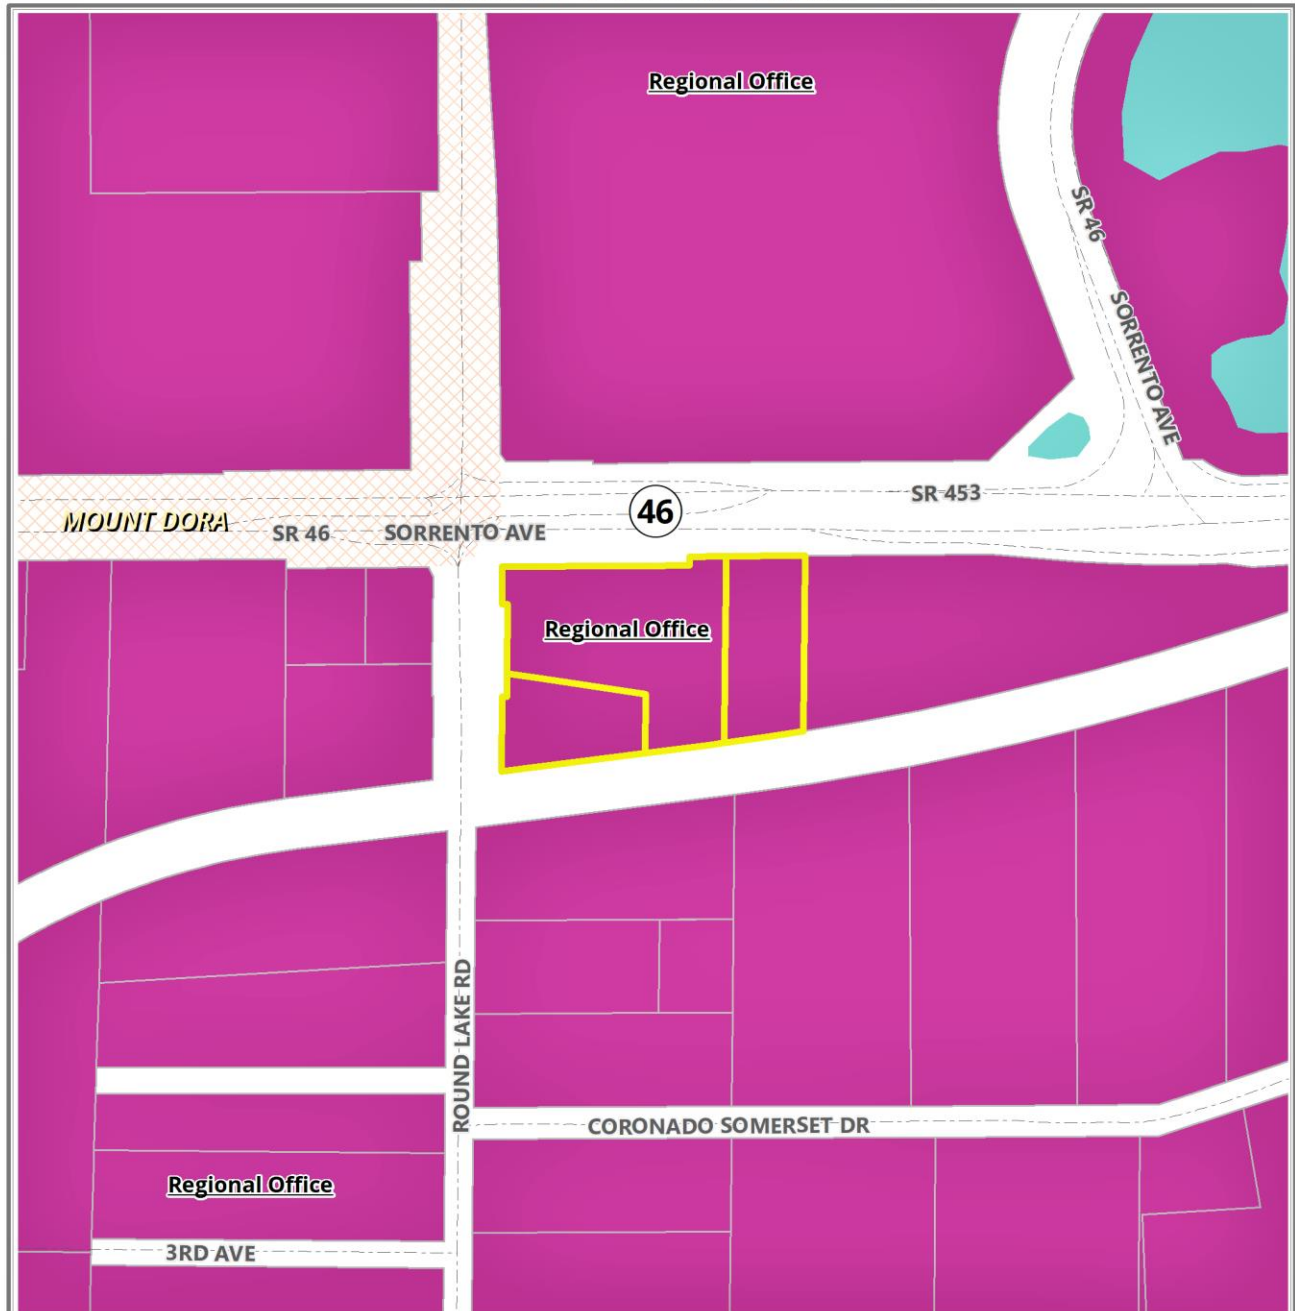 Regional Office
SR 46
SORRENTO AVE
SR 453
46
MOUNT DORA
SR 46
SORRENTO AVE
Regional Office
ROUND LAKE RD
CORONADO SOMERSET DR
Regional Office
3RD AVE